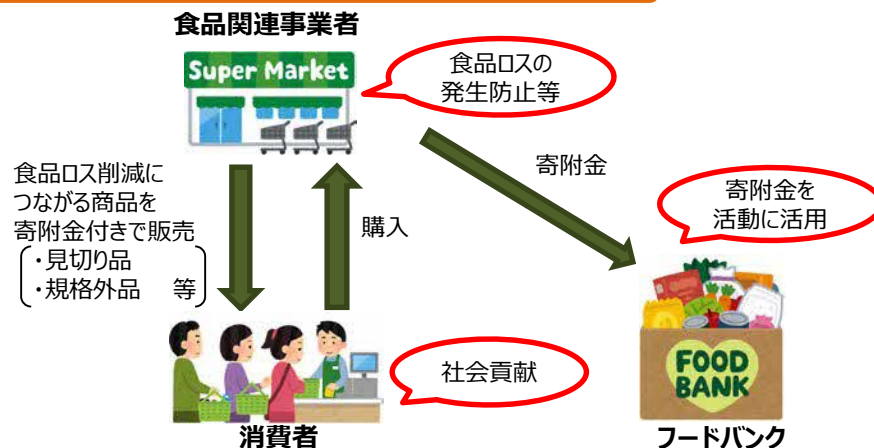 食品関連事業者
Super Market
食品ロスの
発生防止等
食品ロス削減に
つながる商品を
寄附金付きで販売
・見切り品
・規格外品　等
購入
寄附金
寄附金を
活動に活用
社会貢献
FOOD
BANK
消費者
フードバンク